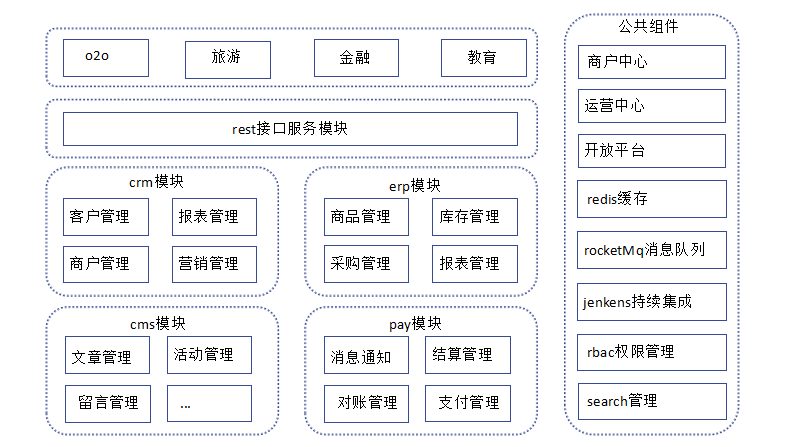 o2o
旅游
金融
教育
rest接口服务模块
crm模块
客户管理
报表管理
商户管理
营销管理
erp模块
商品管理
库存管理
采购管理
报表管理
cms模块
文章管理
活动管理
留言管理
...
pay模块
消息通知
结算管理
对账管理
支付管理
公共组件
商户中心
运营中心
开放平台
redis缓存
rocketMq消息队列
jenkens持续集成
rbac权限管理
search管理